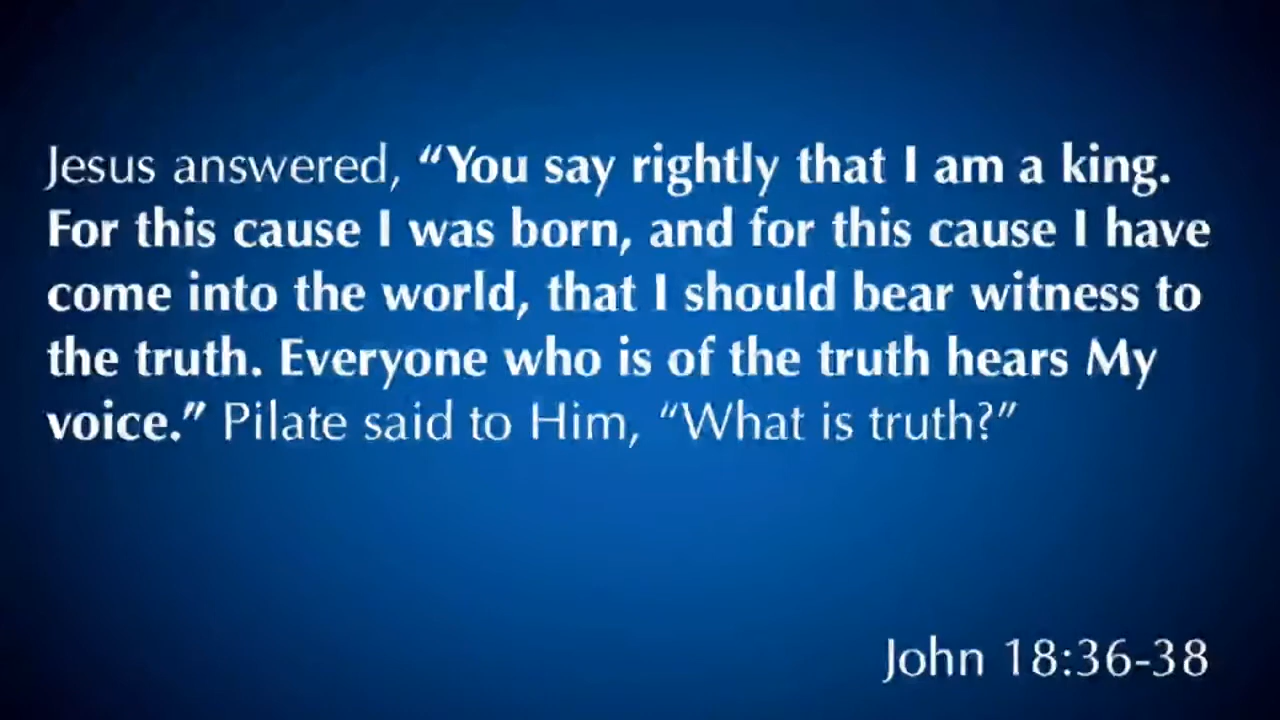 Jesus answered, “You say rightly that I am a king.
For this cause I was born, and for this cause I have
come into the world, that I should bear witness to
the truth. Everyone who is of the truth hears My
voice.” Pilate said to Him, “What is truth?”
John 18:36-38